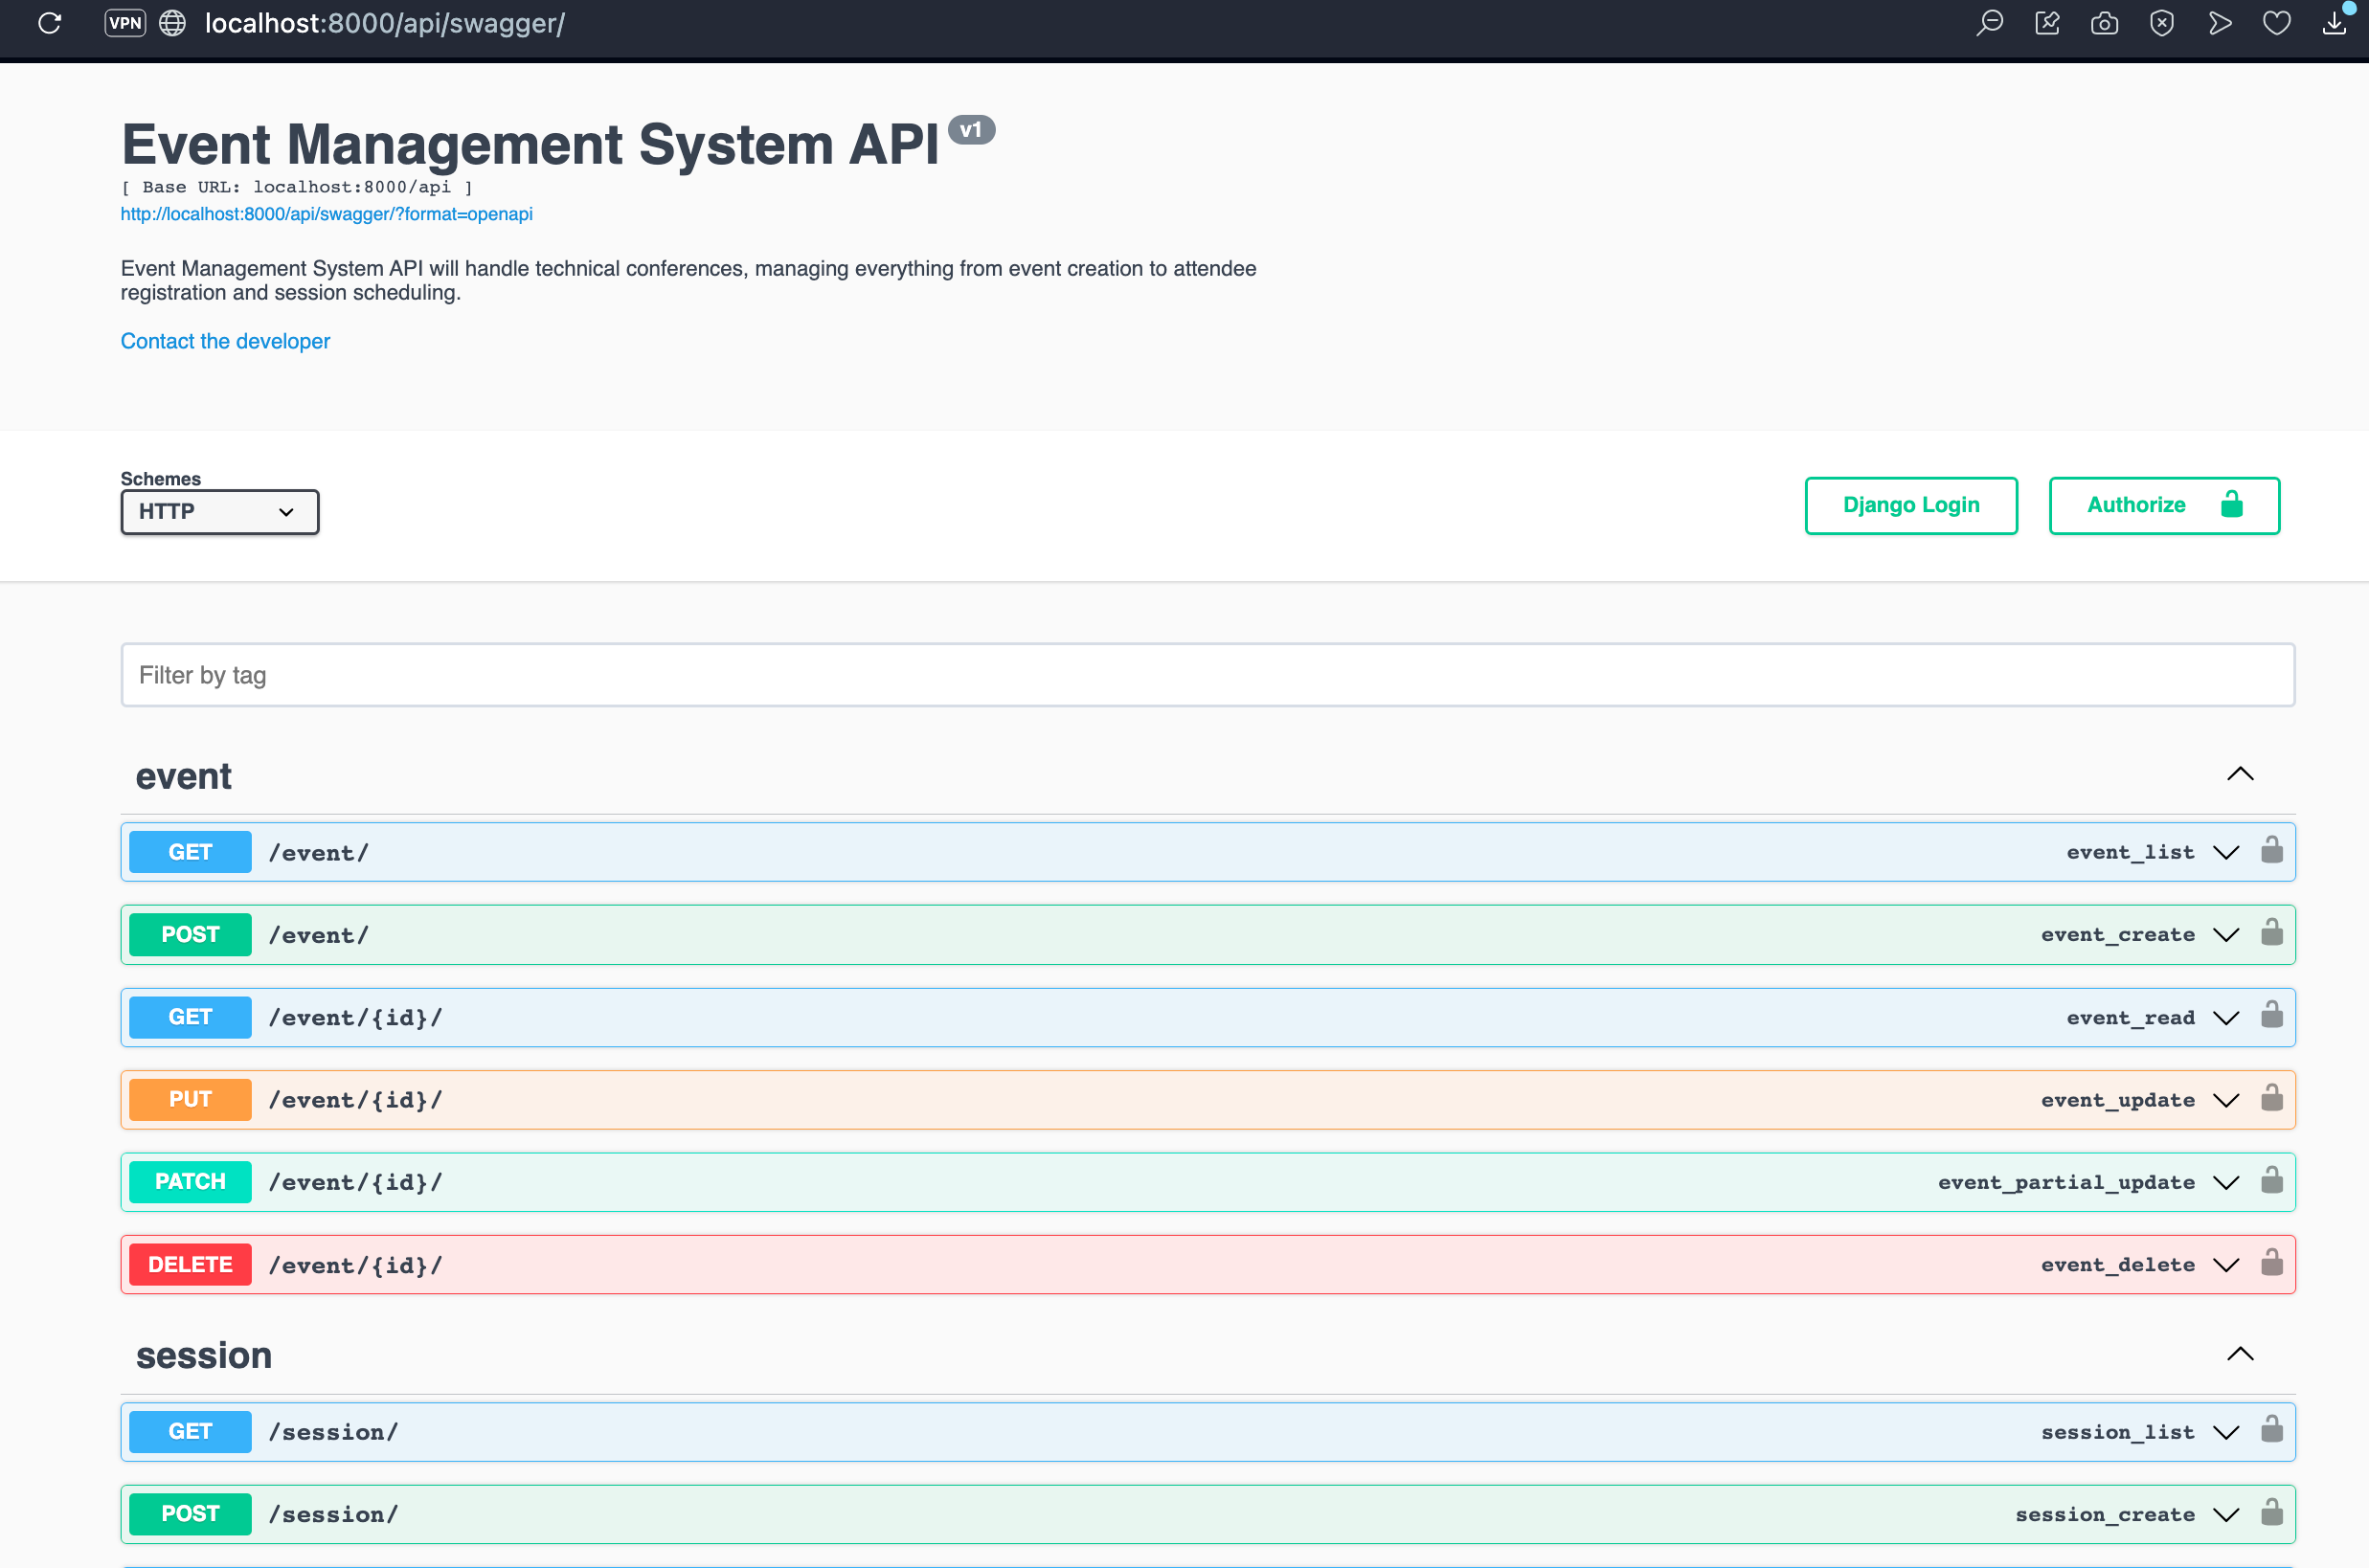 VPN localhost:8000/api/swagger/
Event Management System API v1
[ Base URL: localhost:8000/api ]
http://localhost:8000/api/swagger/?format=openapi
Event Management System API will handle technical conferences, managing everything from event creation to attendee
registration and session scheduling.
Contact the developer
Schemes
HTTP
Django Login
Authorize
Filter by tag
event
GET /event/ event_list
POST /event/ event_create
GET /event/{id}/ event_read
PUT /event/{id}/ event_update
PATCH /event/{id}/ event_partial_update
DELETE /event/{id}/ event_delete
session
GET /session/ session_list
POST /session/ session_create